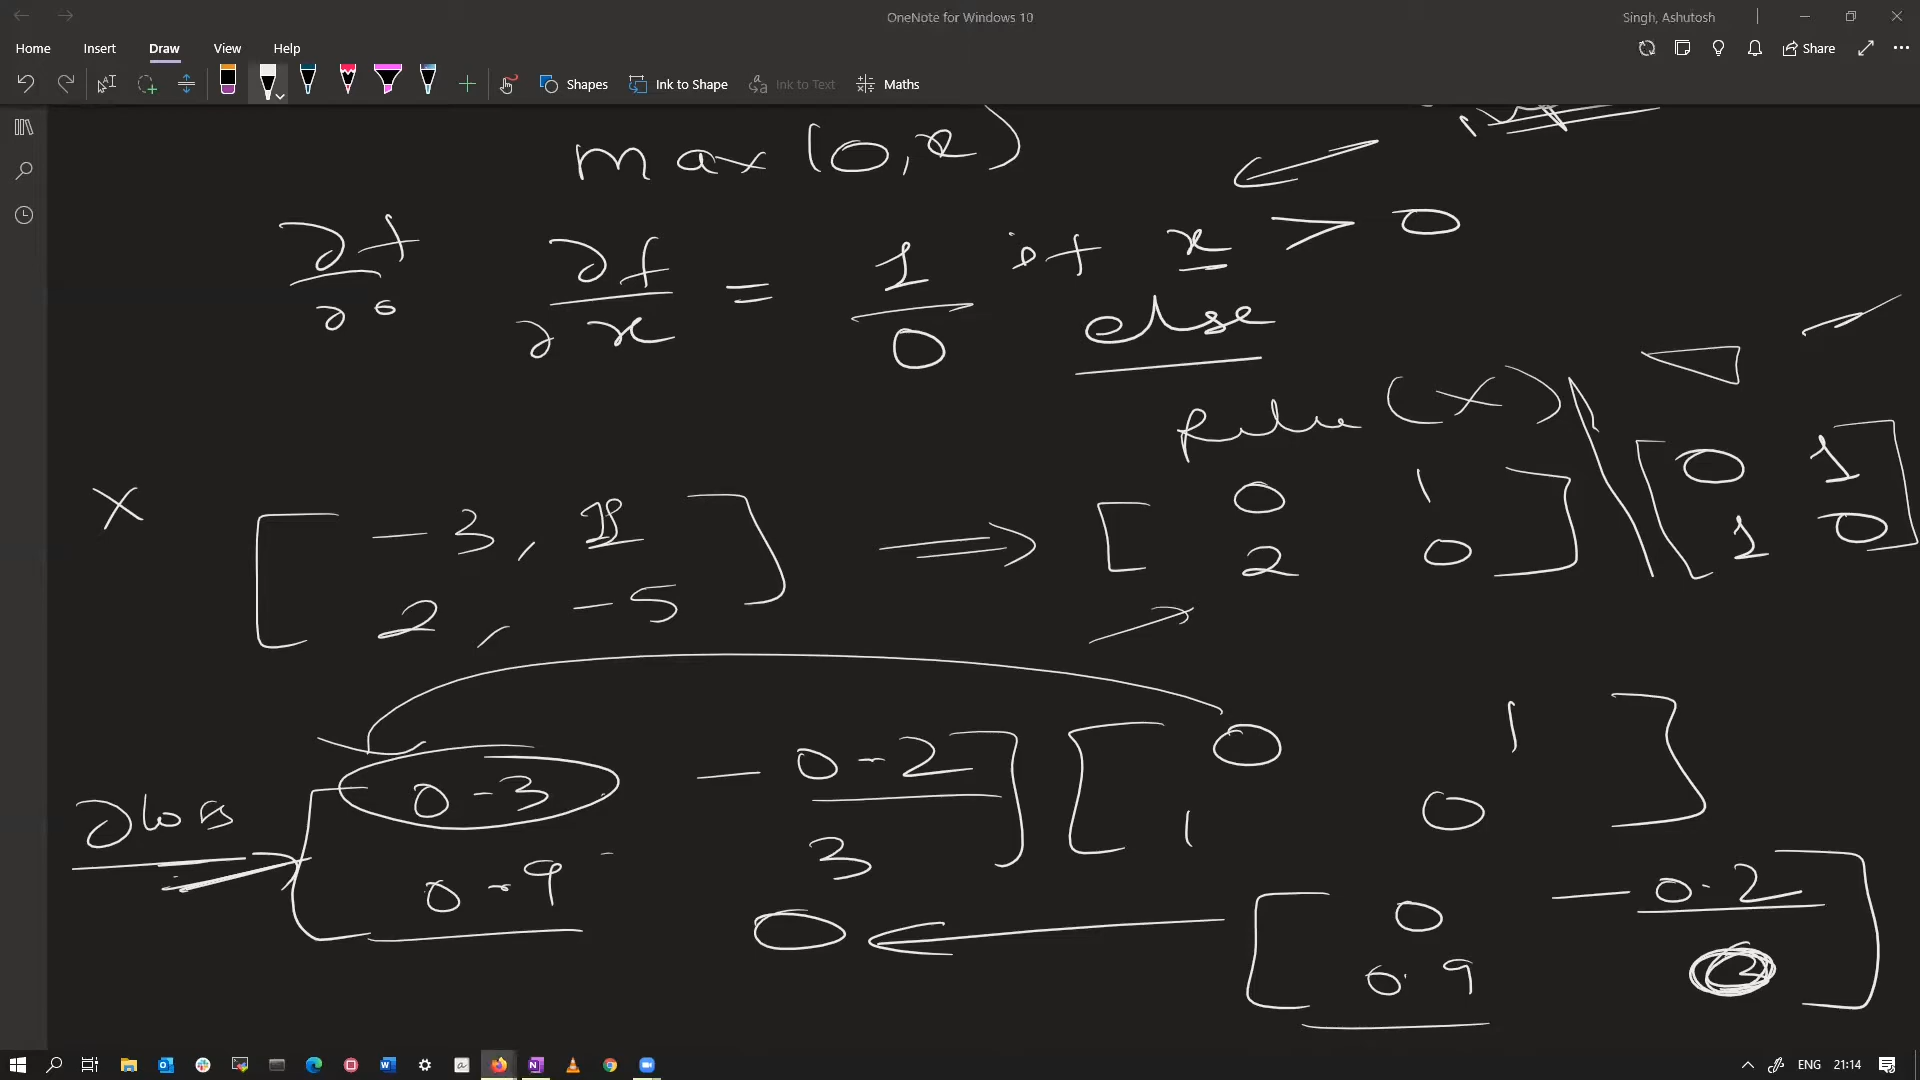 OneNote for Windows 10
Singh, Ashutosh
Home Insert Draw View Help
Share
Shapes Ink to Shape Ink to Text Maths
max (0, x)
∂f/∂ ∂f/∂x = 1 if x > 0
0 else
(X)
X [ -3, 1 ⇒ [ 0 1 [ 0 1
2, -5 ] 2 0 ] 1 0 ]
∂loss [ 0.3 -0.2 [ 0 1
0.9 3 ] 1 0 ]
0 ← [ 0 -0.2
0.9 ]
ENG 21:14